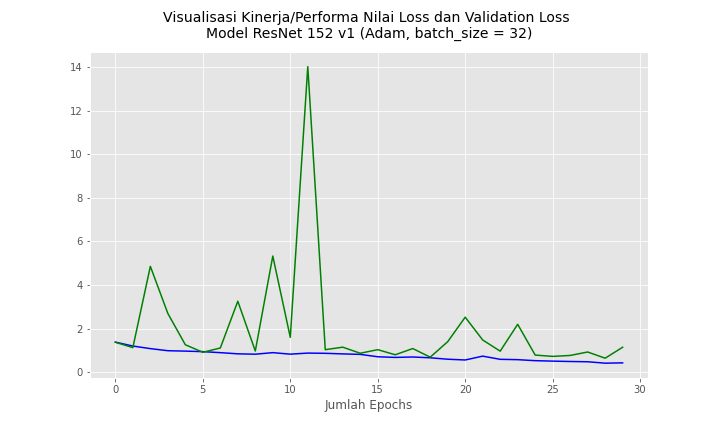 Visualisasi Kinerja/Performa Nilai Loss dan Validation Loss
Model ResNet 152 v1 (Adam, batch_size = 32)
14
12
10
8
6
4
2
0
0 5 10 15 20 25 30
Jumlah Epochs